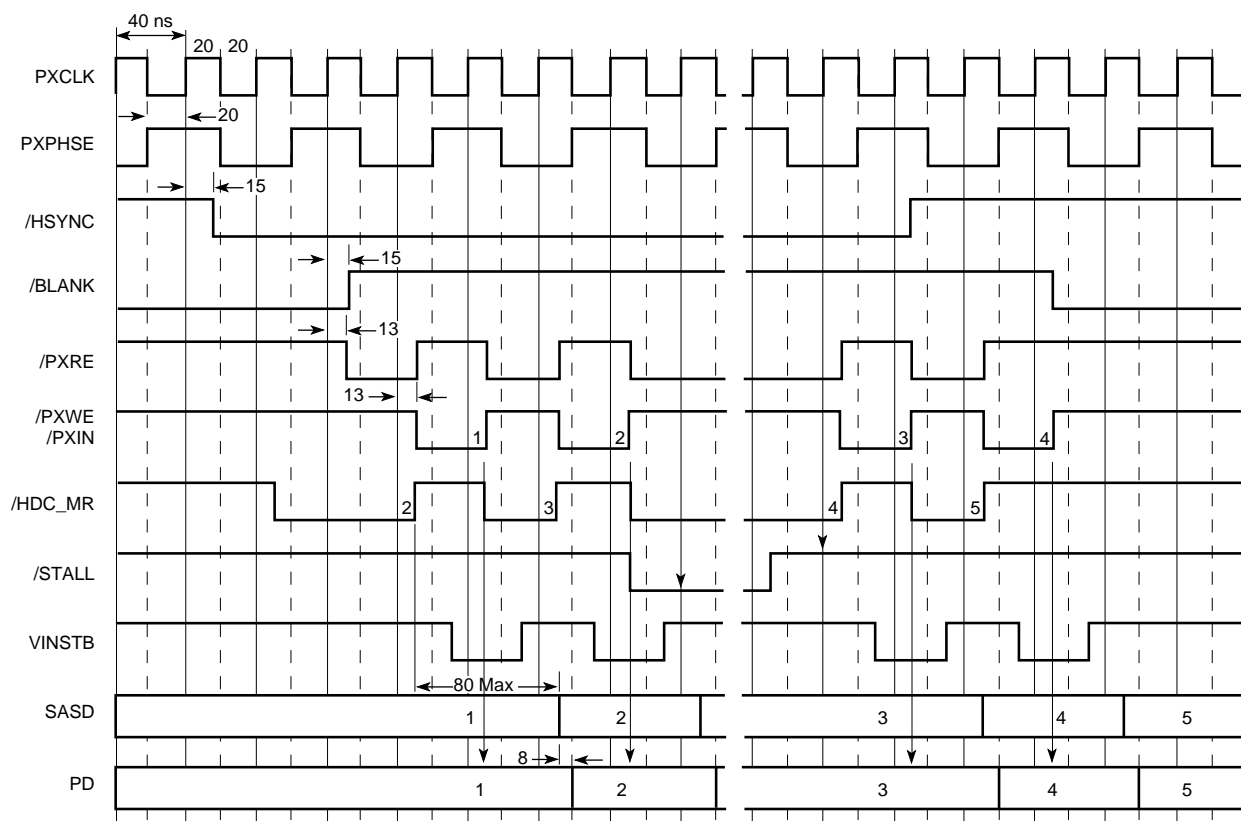 40 ns
20 20
PXCLK
20
PXPHSE
15
/HSYNC
15
/BLANK
13
/PXRE
13
/PXWE
/PXIN
1 2 3 4
/HDC_MR
2 3 4 5
/STALL
VINSTB
80 Max
SASD
1 2 3 4 5
8
PD
1 2 3 4 5